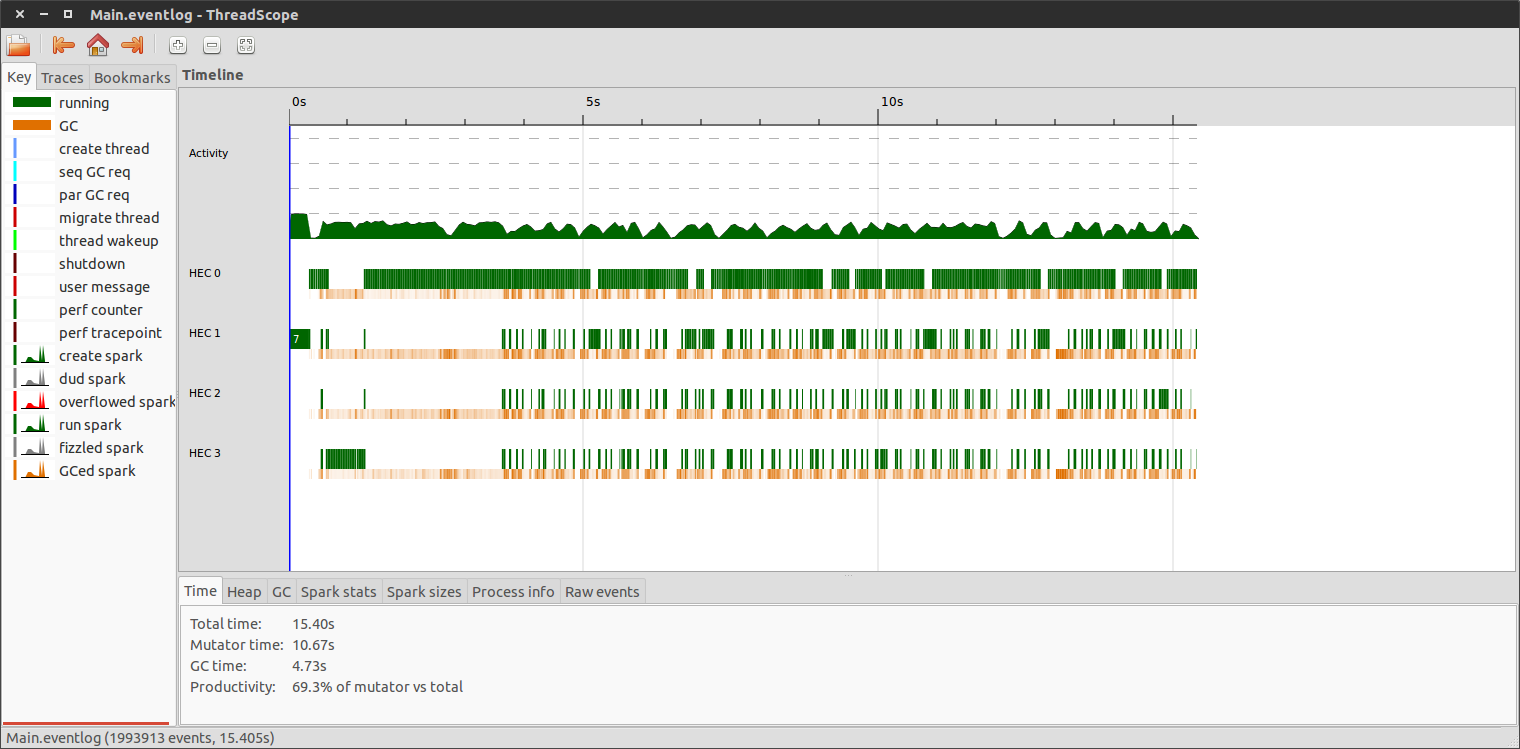 Main.eventlog - ThreadScope
Key Traces Bookmarks
running
GC
create thread
seq GC req
par GC req
migrate thread
thread wakeup
shutdown
user message
perf counter
perf tracepoint
create spark
dud spark
overflowed spark
run spark
fizzled spark
GCed spark
Timeline
0s 5s 10s
Activity
HEC 0
HEC 1
7
HEC 2
HEC 3
Time Heap GC Spark stats Spark sizes Process info Raw events
Total time: 15.40s
Mutator time: 10.67s
GC time: 4.73s
Productivity: 69.3% of mutator vs total
Main.eventlog (1993913 events, 15.405s)